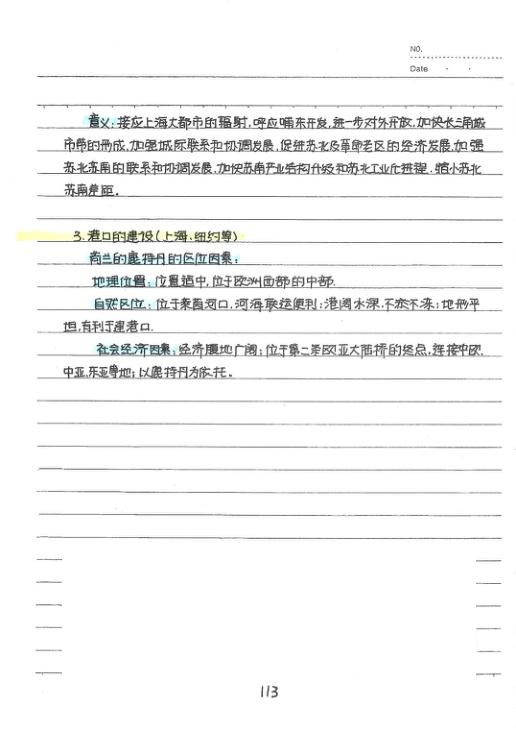 NO.
Date · ·
意义:接应上海大都市的辐射,呼应浦东开发,进一步对外开放,加快长三角城
市群的形成,加强城际联系和协调发展,促进苏北及革命老区的经济发展,加强
苏北苏南的联系和协调发展,加快苏南产业结构升级和苏北工业化进程.缩小苏北
苏南差距.
3.港口的建设(上海、纽约等)
荷兰的鹿特丹的区位因素:
地理位置:位置适中,位于欧洲西部的中部.
自然区位:位于莱茵河口,河海联运便利;港阔水深,不淤不冻;地形平
坦,有利于建港口.
社会经济因素:经济腹地广阔;位于第二条欧亚大陆桥的终点,连接中欧,
中亚,东亚等地;以鹿特丹为依托。
113